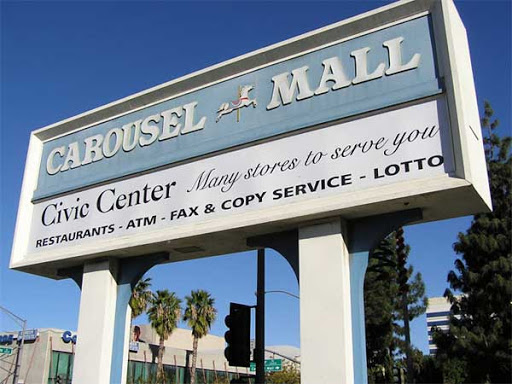 CAROUSEL MALL
Civic Center Many stores to serve you
RESTAURANTS - ATM - FAX & COPY SERVICE - LOTTO